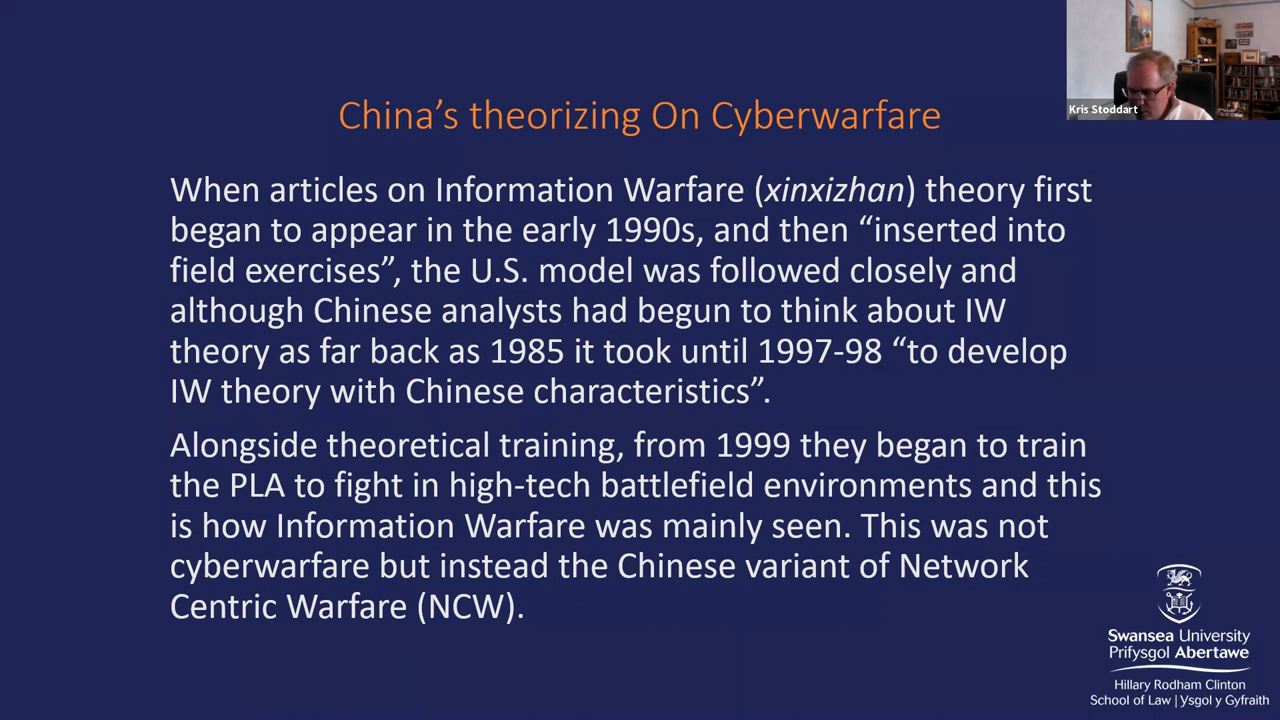 Kris Stoddart
China’s theorizing On Cyberwarfare
When articles on Information Warfare (xinxizhan) theory first
began to appear in the early 1990s, and then “inserted into
field exercises”, the U.S. model was followed closely and
although Chinese analysts had begun to think about IW
theory as far back as 1985 it took until 1997-98 “to develop
IW theory with Chinese characteristics”.
Alongside theoretical training, from 1999 they began to train
the PLA to fight in high-tech battlefield environments and this
is how Information Warfare was mainly seen. This was not
cyberwarfare but instead the Chinese variant of Network
Centric Warfare (NCW).
Swansea University
Prifysgol Abertawe
Hillary Rodham Clinton
School of Law | Ysgol y Gyfraith